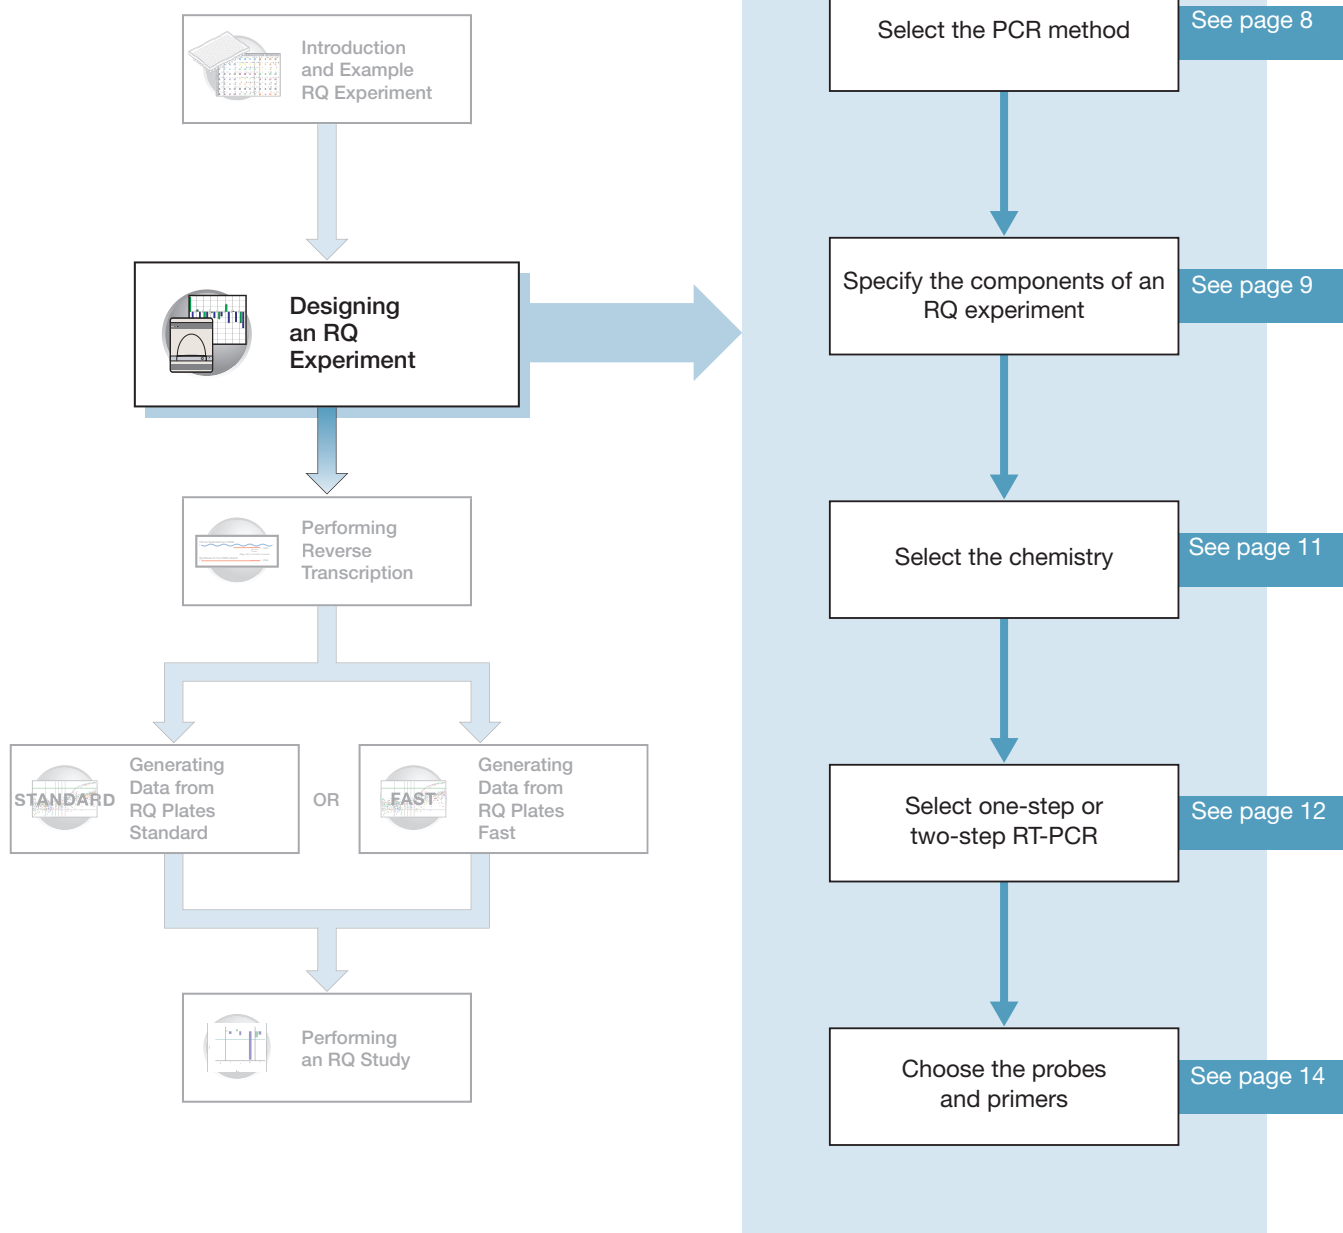 Introduction
and Example
RQ Experiment
Designing
an RQ
Experiment
Performing
Reverse
Transcription
STANDARD
Generating
Data from
RQ Plates
Standard
OR
FAST
Generating
Data from
RQ Plates
Fast
Performing
an RQ Study
Select the PCR method
See page 8
Specify the components of an
RQ experiment
See page 9
Select the chemistry
See page 11
Select one-step or
two-step RT-PCR
See page 12
Choose the probes
and primers
See page 14